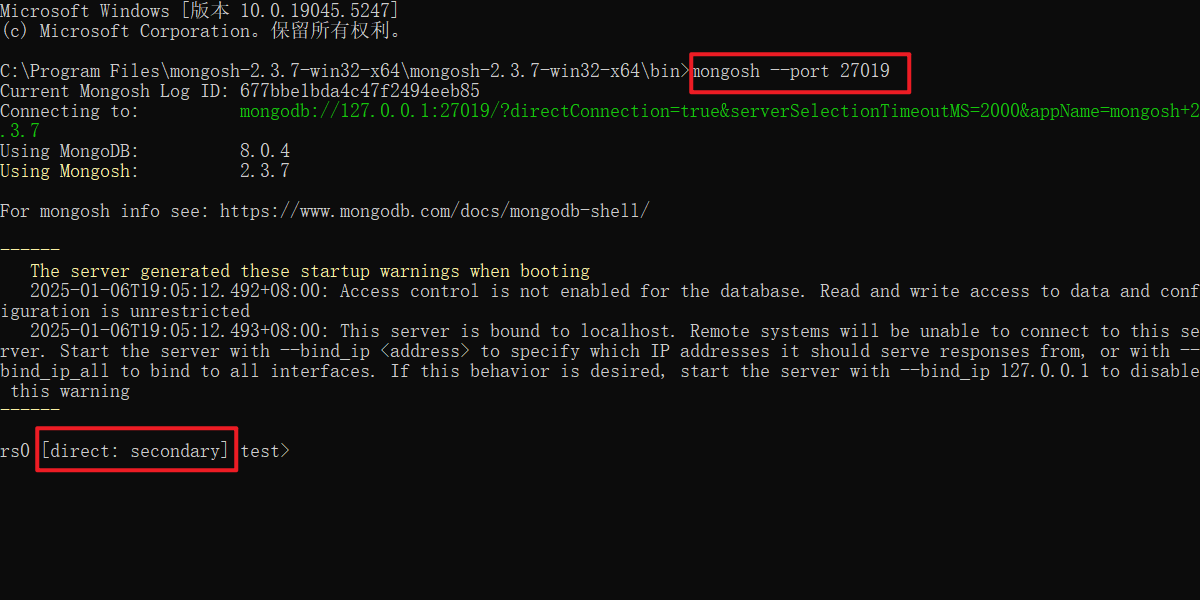 Microsoft Windows [版本 10.0.19045.5247]
(c) Microsoft Corporation。保留所有权利。
C:\Program Files\mongosh-2.3.7-win32-x64\mongosh-2.3.7-win32-x64\bin>mongosh --port 27019
Current Mongosh Log ID: 677bbe1bda4c47f2494eeb85
Connecting to: mongodb://127.0.0.1:27019/?directConnection=true&serverSelectionTimeoutMS=2000&appName=mongosh+2
.3.7
Using MongoDB: 8.0.4
Using Mongosh: 2.3.7
For mongosh info see: https://www.mongodb.com/docs/mongodb-shell/
------
The server generated these startup warnings when booting
2025-01-06T19:05:12.492+08:00: Access control is not enabled for the database. Read and write access to data and conf
iguration is unrestricted
2025-01-06T19:05:12.493+08:00: This server is bound to localhost. Remote systems will be unable to connect to this se
rver. Start the server with --bind_ip <address> to specify which IP addresses it should serve responses from, or with --
bind_ip_all to bind to all interfaces. If this behavior is desired, start the server with --bind_ip 127.0.0.1 to disable
this warning
------
rs0 [direct: secondary] test>